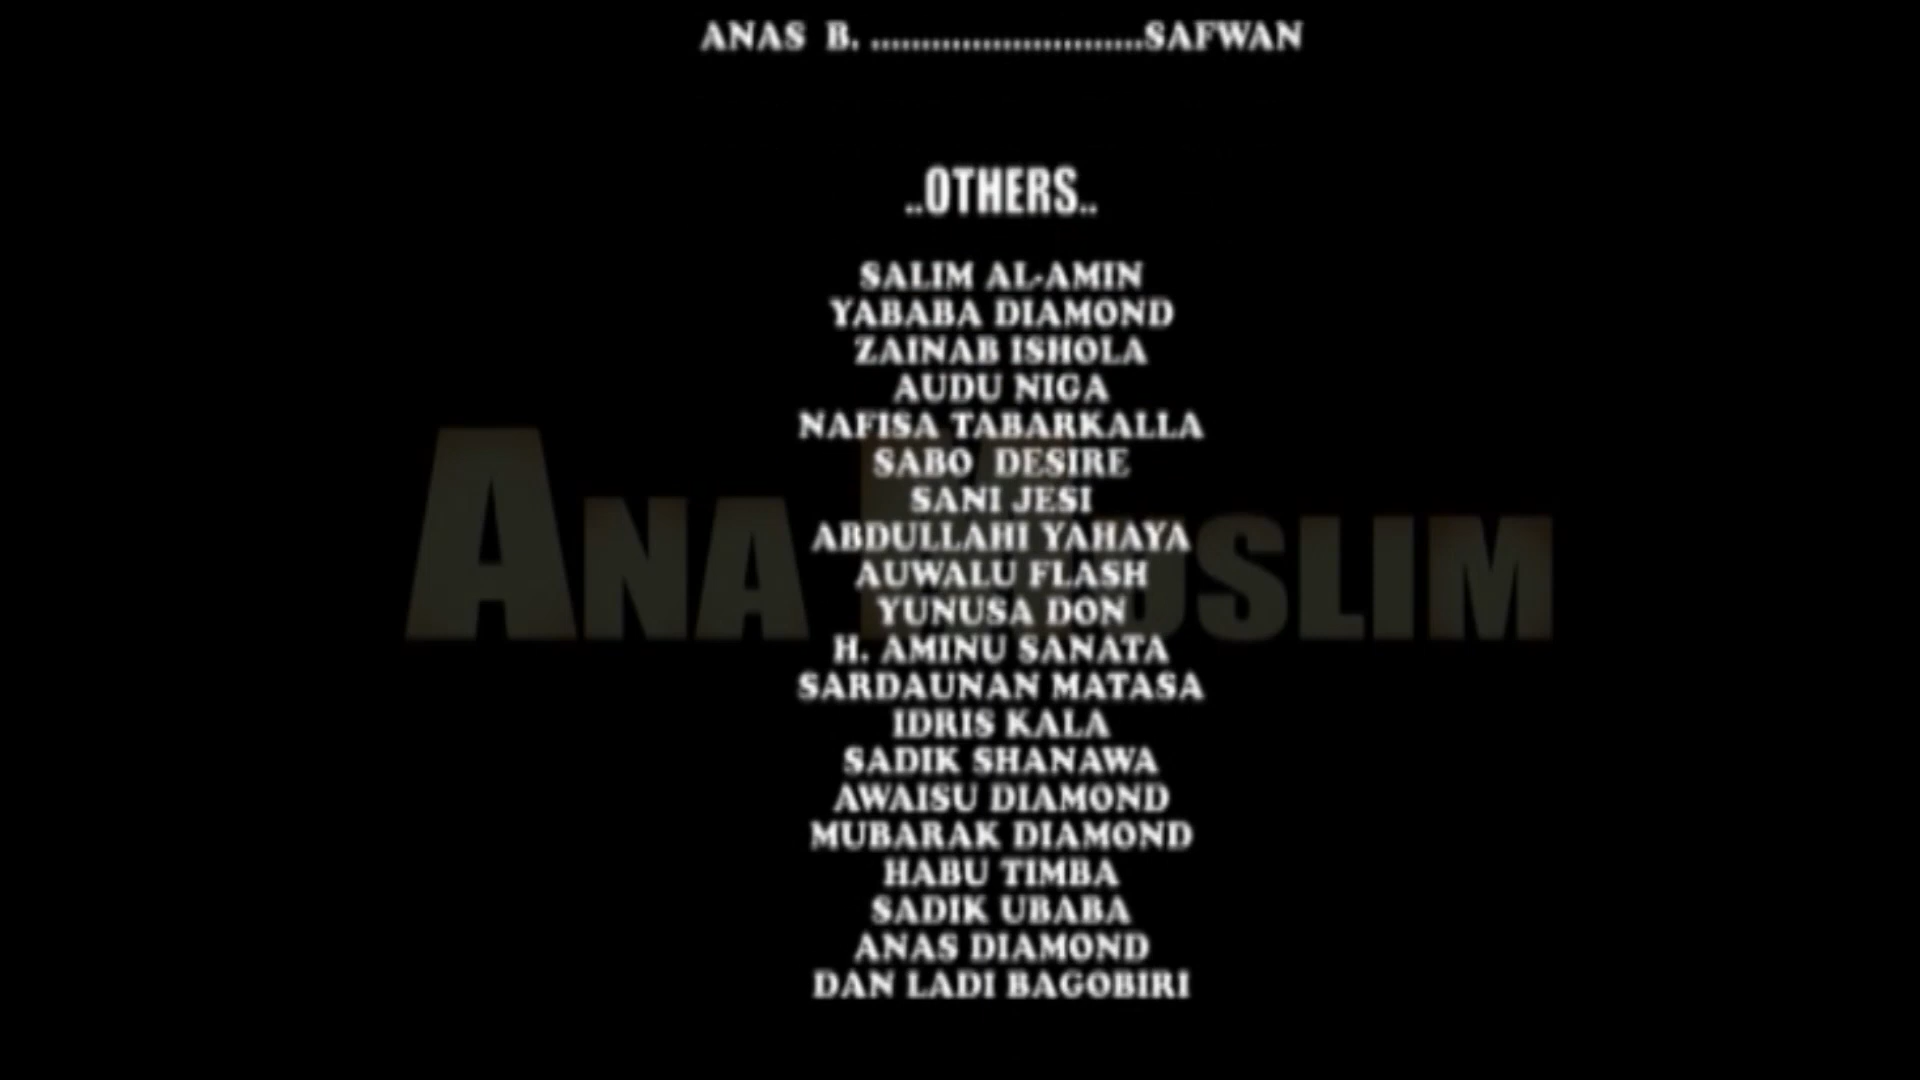 ANAS B. ...........................SAFWAN
..OTHERS..
SALIM AL-AMIN
YABABA DIAMOND
ZAINAB ISHOLA
AUDU NIGA
NAFISA TABARKALLA
SABO DESIRE
SANI JESI
ABDULLAHI YAHAYA
AUWALU FLASH
YUNUSA DON
H. AMINU SANATA
SARDAUNAN MATASA
IDRIS KALA
SADIK SHANAWA
AWAISU DIAMOND
MUBARAK DIAMOND
HABU TIMBA
SADIK UBABA
ANAS DIAMOND
DAN LADI BAGOBIRI
ANA MUSLIM